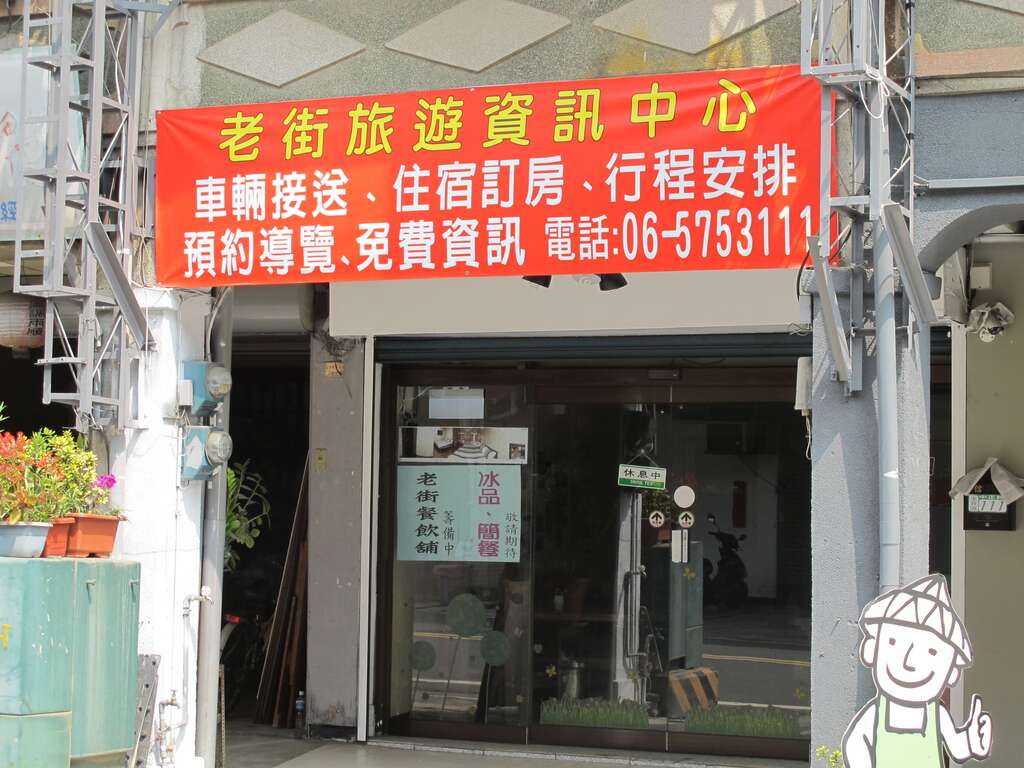 老街旅遊資訊中心
車輛接送、住宿訂房、行程安排
預約導覽、免費資訊 電話:06-5753111
休息中
冰品、簡餐
敬請期待
老街餐飲舖
籌備中
111